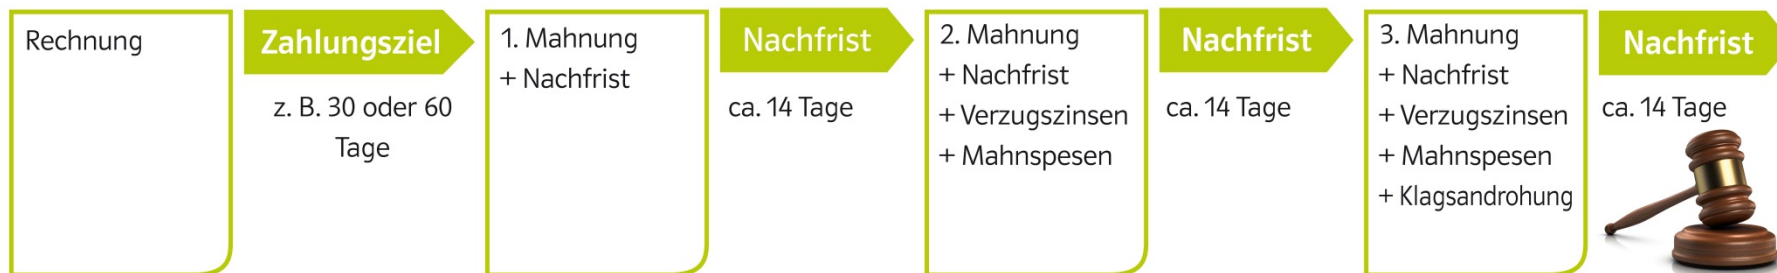 Rechnung
Zahlungsziel
z. B. 30 oder 60
Tage
1. Mahnung
+ Nachfrist
Nachfrist
ca. 14 Tage
2. Mahnung
+ Nachfrist
+ Verzugszinsen
+ Mahnspesen
Nachfrist
ca. 14 Tage
3. Mahnung
+ Nachfrist
+ Verzugszinsen
+ Mahnspesen
+ Klagsandrohung
Nachfrist
ca. 14 Tage